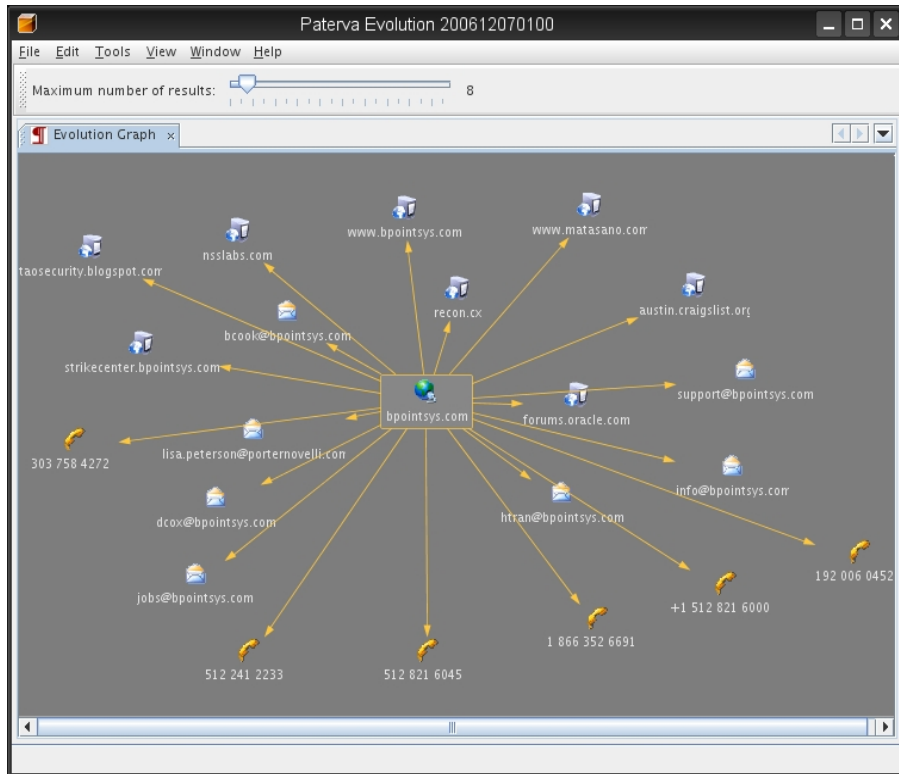 Paterva Evolution 200612070100
File Edit Tools View Window Help
Maximum number of results: 8
Evolution Graph
www.bpointsys.com
www.matasano.com
nsslabs.com
taosecurity.blogspot.com
recon.cx
austin.craigslist.org
bcook@bpointsys.com
strikecenter.bpointsys.com
support@bpointsys.com
bpointsys.com
forums.oracle.com
303 758 4272
lisa.peterson@porternovelli.com
info@bpointsys.com
dcox@bpointsys.com
htran@bpointsys.com
192 006 0452
jobs@bpointsys.com
+1 512 821 6000
1 866 352 6691
512 241 2233
512 821 6045